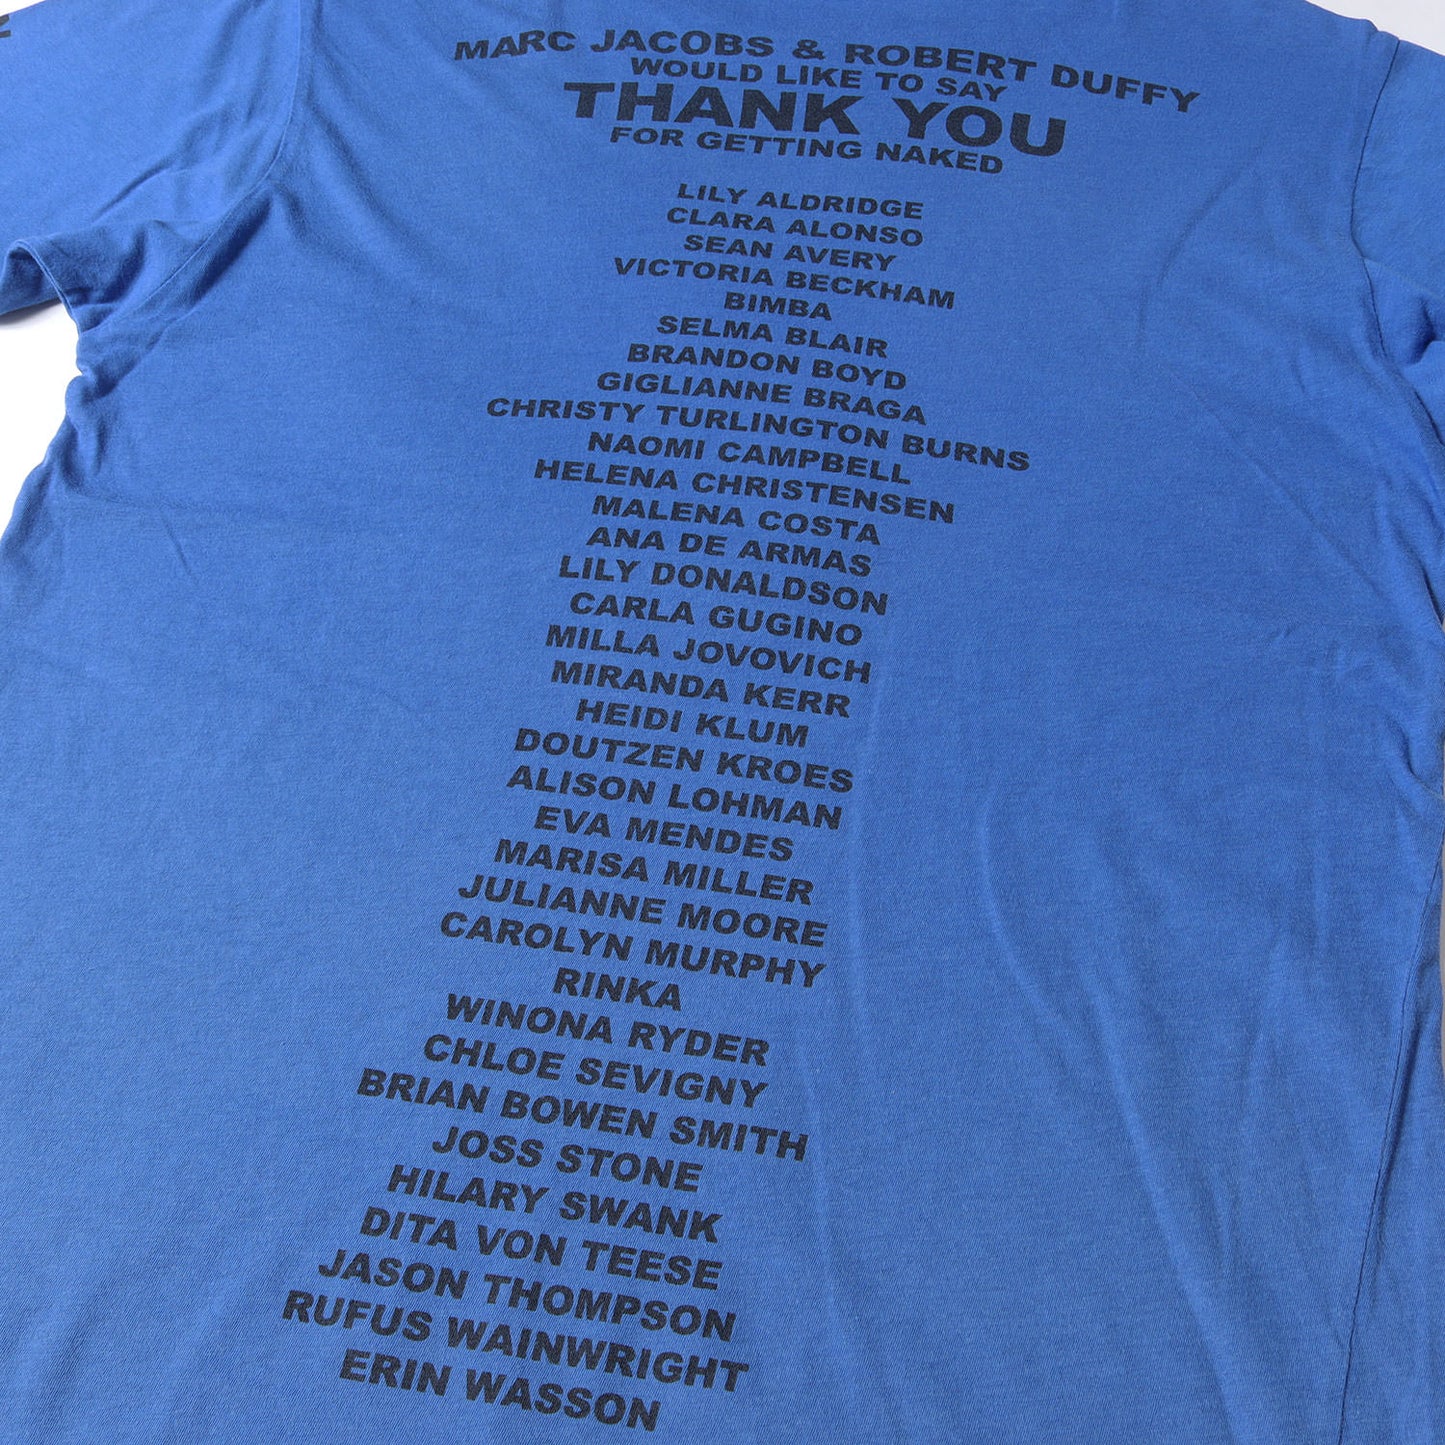 MARC JACOBS & ROBERT DUFFY
WOULD LIKE TO SAY
THANK YOU
FOR GETTING NAKED
LILY ALDRIDGE
CLARA ALONSO
SEAN AVERY
VICTORIA BECKHAM
BIMBA
SELMA BLAIR
BRANDON BOYD
GIGLIANNE BRAGA
CHRISTY TURLINGTON BURNS
NAOMI CAMPBELL
HELENA CHRISTENSEN
MALENA COSTA
ANA DE ARMAS
LILY DONALDSON
CARLA GUGINO
MILLA JOVOVICH
MIRANDA KERR
HEIDI KLUM
DOUTZEN KROES
ALISON LOHMAN
EVA MENDES
MARISA MILLER
JULIANNE MOORE
CAROLYN MURPHY
RINKA
WINONA RYDER
CHLOE SEVIGNY
BRIAN BOWEN SMITH
JOSS STONE
HILARY SWANK
DITA VON TEESE
JASON THOMPSON
RUFUS WAINWRIGHT
ERIN WASSON